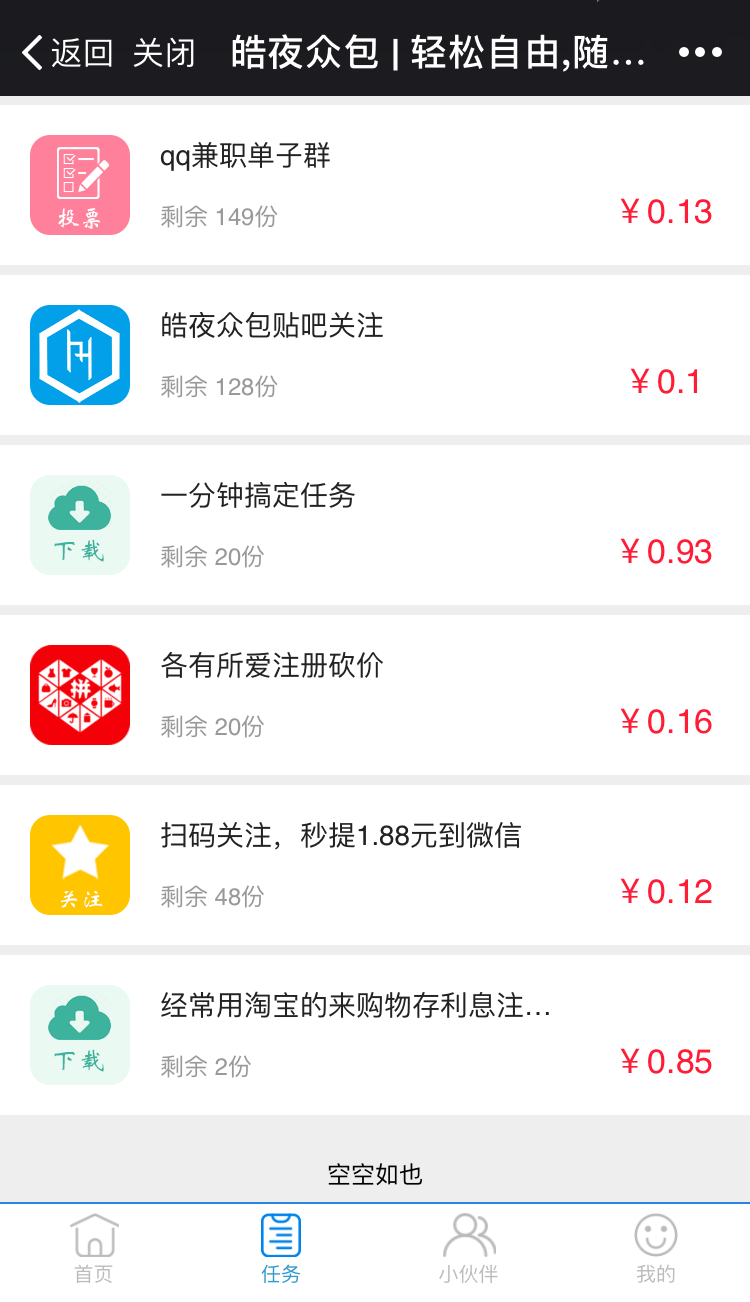 返回 关闭 皓夜众包 | 轻松自由,随... •••
qq兼职单子群
投票
剩余 149份
¥ 0.13
皓夜众包贴吧关注
剩余 128份
¥ 0.1
一分钟搞定任务
下载
剩余 20份
¥ 0.93
各有所爱注册砍价
拼
剩余 20份
¥ 0.16
扫码关注，秒提1.88元到微信
关注
剩余 48份
¥ 0.12
经常用淘宝的来购物存利息注...
下载
剩余 2份
¥ 0.85
空空如也
首页 任务 小伙伴 我的